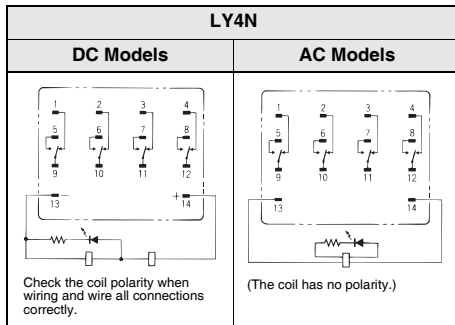 LY4N
DC Models
AC Models
1 2 3 4
5 6 7 8
9 10 11 12
13 — + 14
Check the coil polarity when
wiring and wire all connections
correctly.
1 2 3 4
5 6 7 8
9 10 11 12
13 14
(The coil has no polarity.)